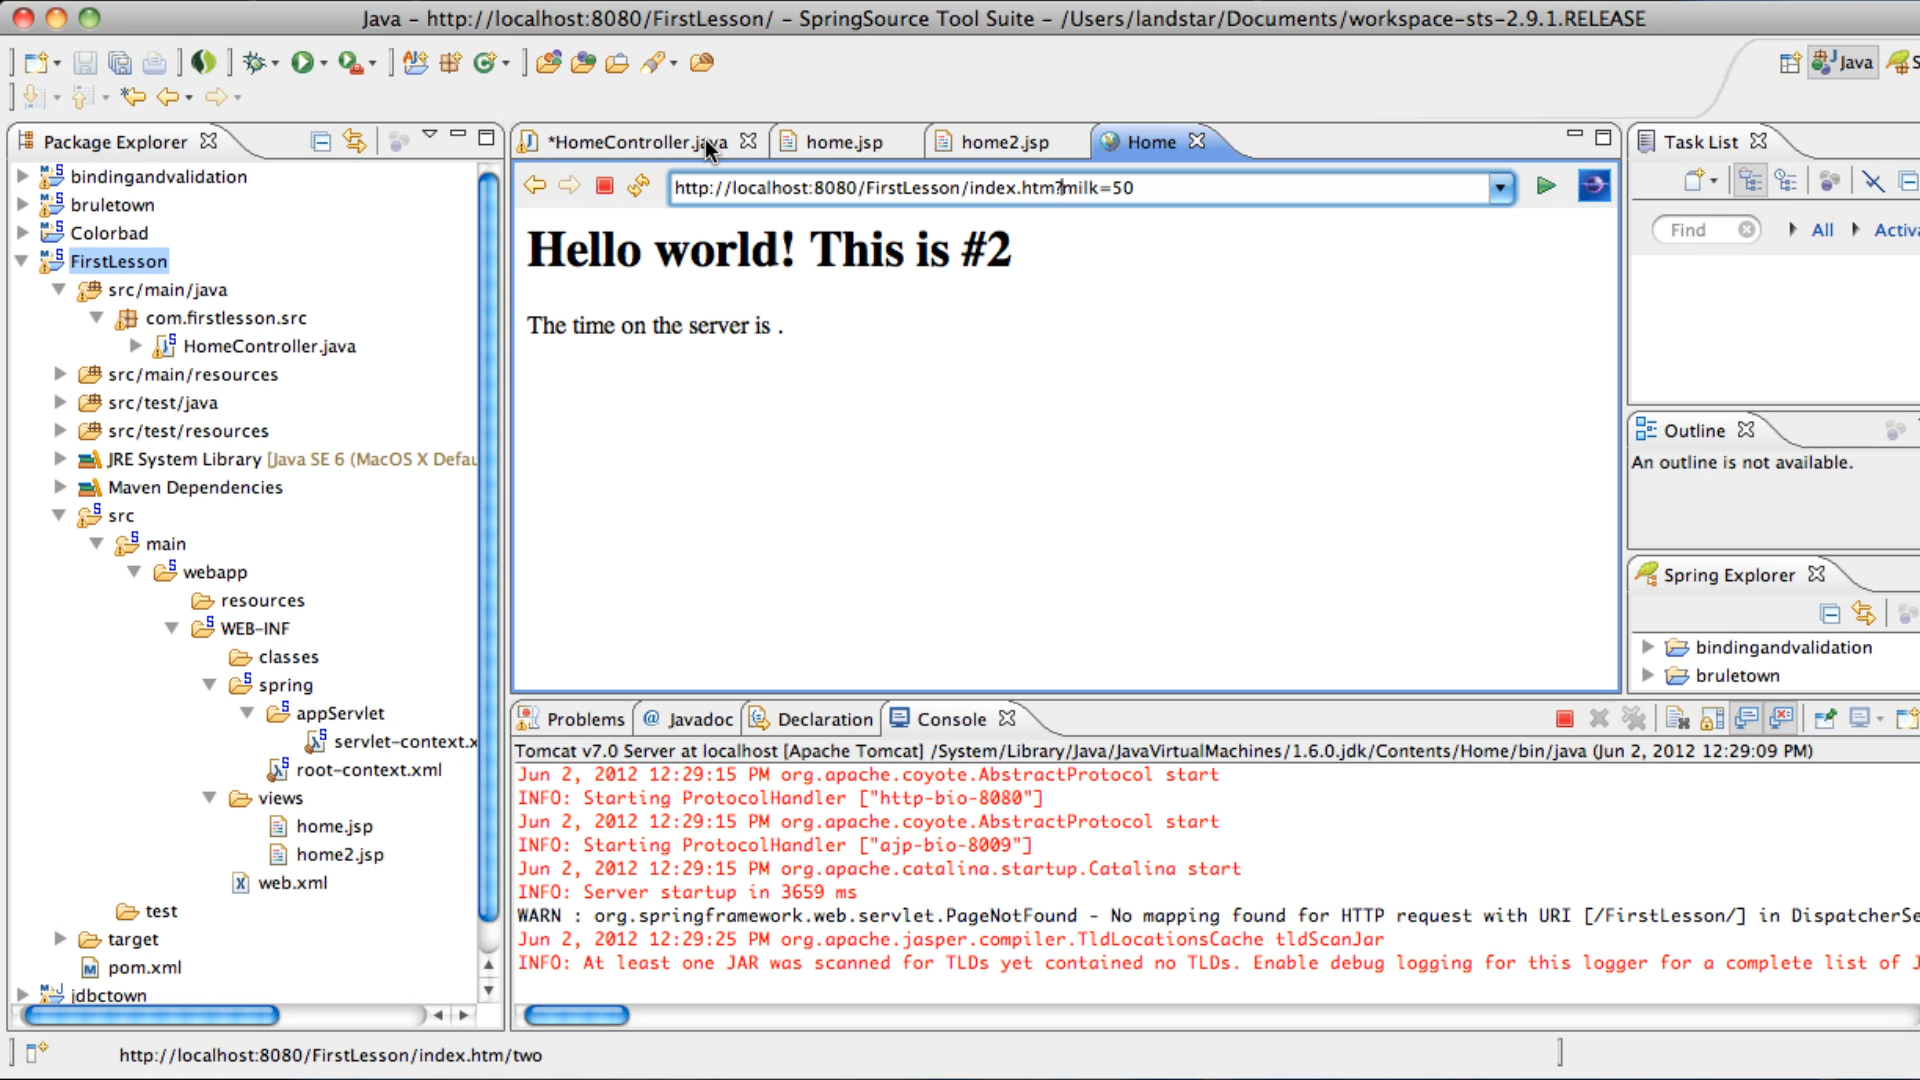 Java – http://localhost:8080/FirstLesson/ – SpringSource Tool Suite – /Users/landstar/Documents/workspace-sts-2.9.1.RELEASE
Java
Package Explorer
bindingandvalidation
bruletown
Colorbad
FirstLesson
src/main/java
com.firstlesson.src
HomeController.java
src/main/resources
src/test/java
src/test/resources
JRE System Library [Java SE 6 (MacOS X Defau
Maven Dependencies
src
main
webapp
resources
WEB-INF
classes
spring
appServlet
servlet-context.x
root-context.xml
views
home.jsp
home2.jsp
web.xml
test
target
pom.xml
jdbctown
*HomeController.java
home.jsp
home2.jsp
Home
http://localhost:8080/FirstLesson/index.htm?milk=50
Hello world! This is #2
The time on the server is .
Task List
Find
All
Activa
Outline
An outline is not available.
Spring Explorer
bindingandvalidation
bruletown
Problems
Javadoc
Declaration
Console
Tomcat v7.0 Server at localhost [Apache Tomcat] /System/Library/Java/JavaVirtualMachines/1.6.0.jdk/Contents/Home/bin/java (Jun 2, 2012 12:29:09 PM)
Jun 2, 2012 12:29:15 PM org.apache.coyote.AbstractProtocol start
INFO: Starting ProtocolHandler ["http-bio-8080"]
Jun 2, 2012 12:29:15 PM org.apache.coyote.AbstractProtocol start
INFO: Starting ProtocolHandler ["ajp-bio-8009"]
Jun 2, 2012 12:29:15 PM org.apache.catalina.startup.Catalina start
INFO: Server startup in 3659 ms
WARN : org.springframework.web.servlet.PageNotFound - No mapping found for HTTP request with URI [/FirstLesson/] in DispatcherSe
Jun 2, 2012 12:29:25 PM org.apache.jasper.compiler.TldLocationsCache tldScanJar
INFO: At least one JAR was scanned for TLDs yet contained no TLDs. Enable debug logging for this logger for a complete list of J
http://localhost:8080/FirstLesson/index.htm/two